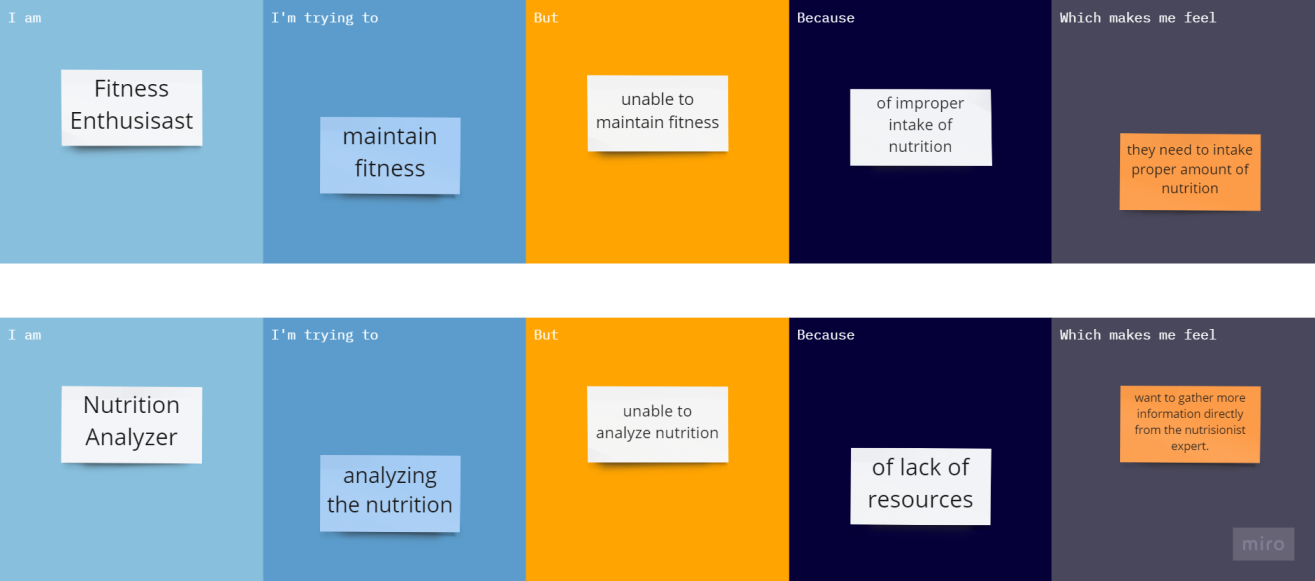 I am
I'm trying to
But
Because
Which makes me feel
Fitness
Enthusisast
maintain
fitness
unable to
maintain fitness
of improper
intake of
nutrition
they need to intake
proper amount of
nutrition
I am
I'm trying to
But
Because
Which makes me feel
Nutrition
Analyzer
analyzing
the nutrition
unable to
analyze nutrition
of lack of
resources
want to gather more
information directly
from the nutrisionist
expert.
miro